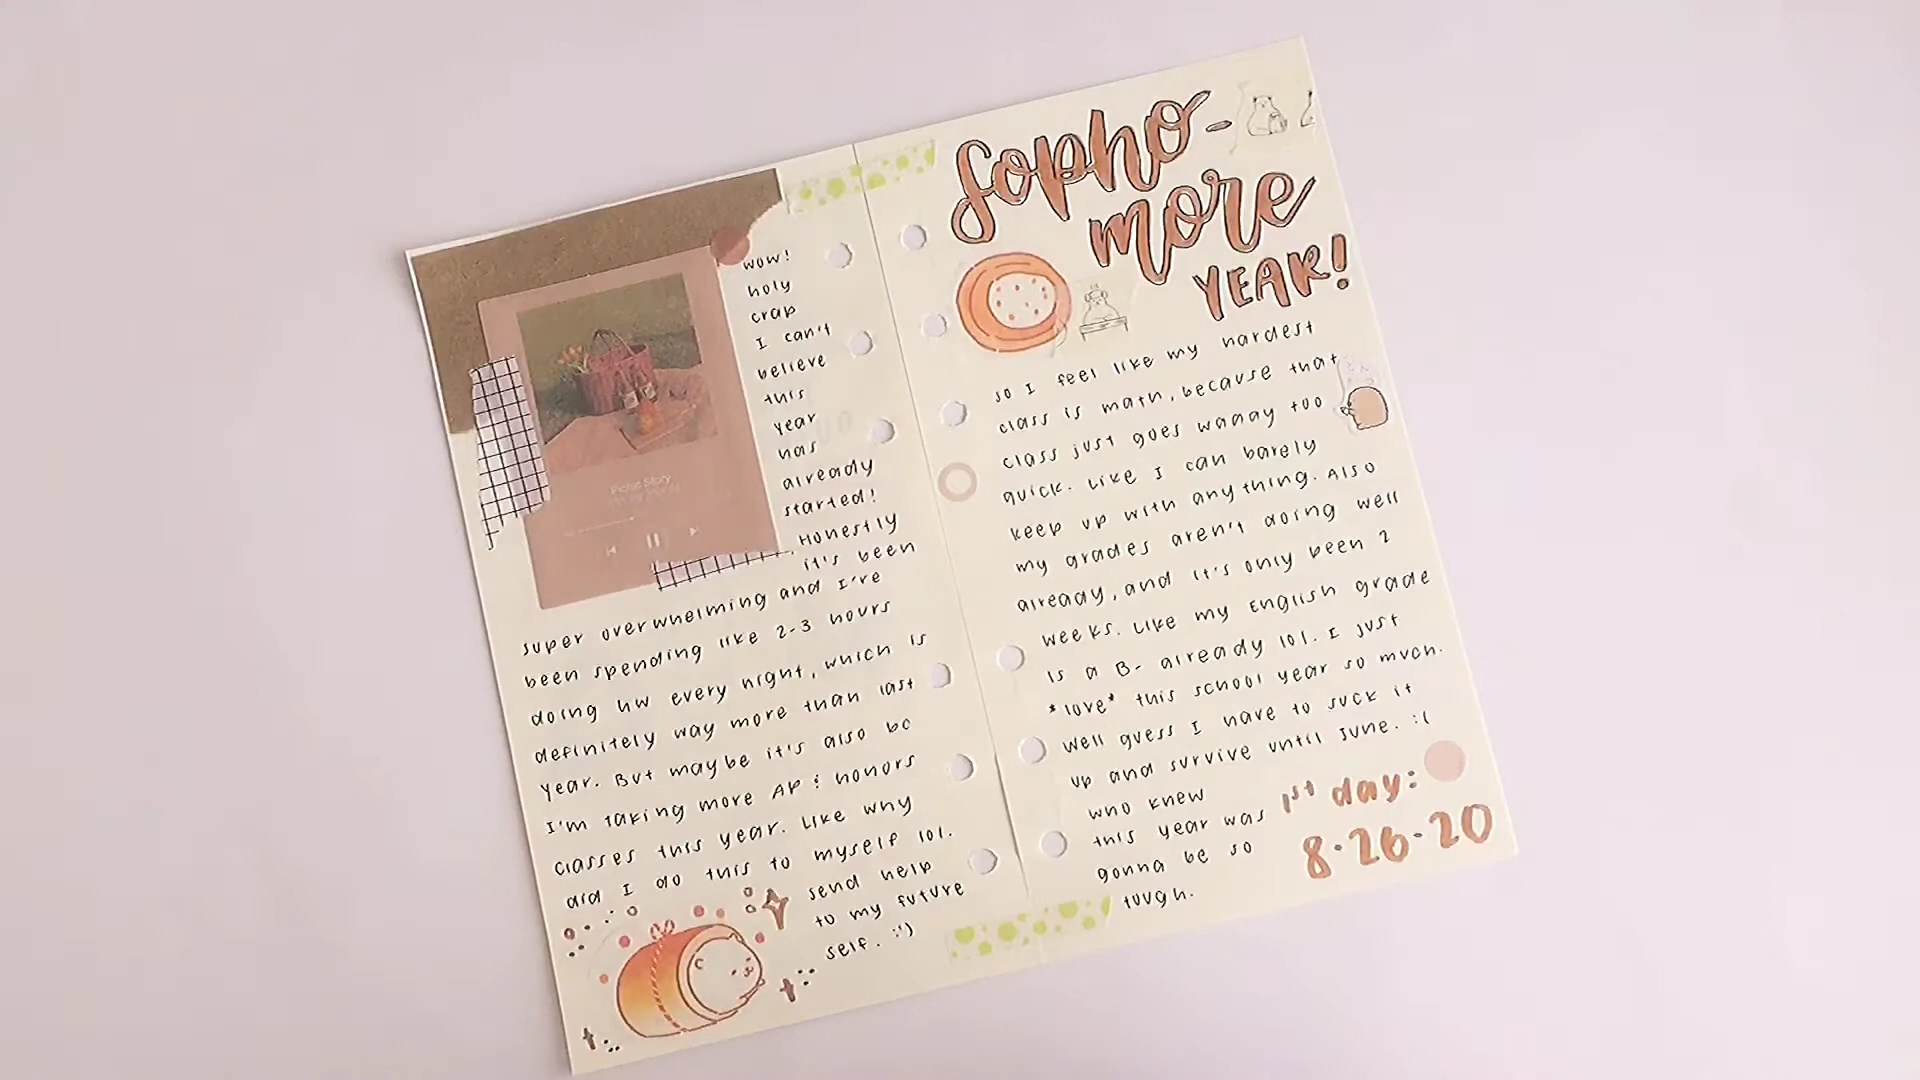 wow!
holy
crap
I can't
believe
this
year
has
already
started!
Honestly
it's been
super overwhelming and I've
been spending like 2-3 hours
doing hw every night, which is
definitely way more than last
year. But maybe it's also bc
I'm taking more AP & honors
classes this year. Like why
did I do this to myself lol.
send help
to my future
self. :')
Picnic Story
Sopho-
more
YEAR!
so I feel like my hardest
class is math, because that
class just goes waaay too
quick. Like I can barely
keep up with anything. Also
my grades aren't doing well
already, and it's only been 2
weeks. Like my English grade
is a B- already lol. I just
*love* this school year so much.
Well guess I have to suck it
up and survive until June. :(
who knew
this year was
gonna be so
tough.
1st day:
8.26.20